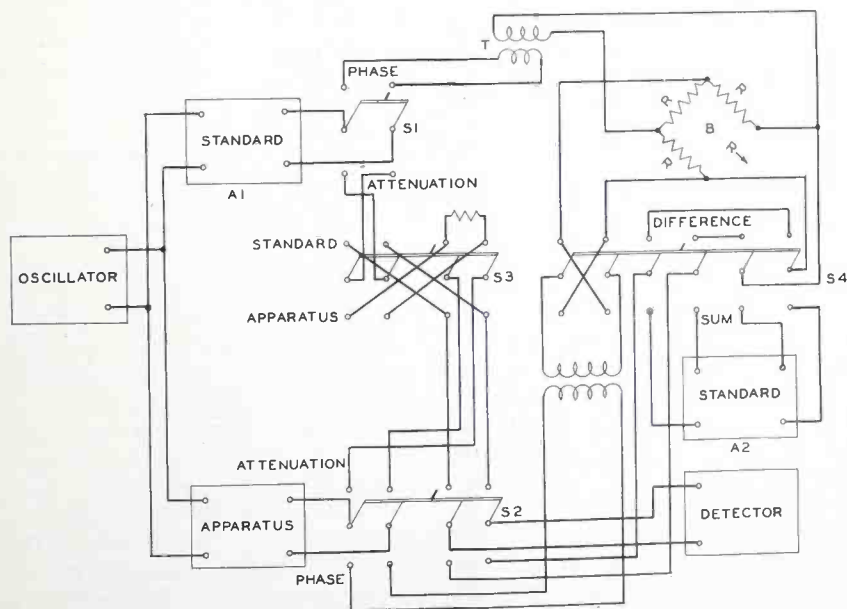 T
PHASE
R
R
B
R
R
STANDARD
S1
A1
ATTENUATION
DIFFERENCE
STANDARD
OSCILLATOR
S3
S4
APPARATUS
SUM
STANDARD
A2
ATTENUATION
S2
APPARATUS
DETECTOR
PHASE